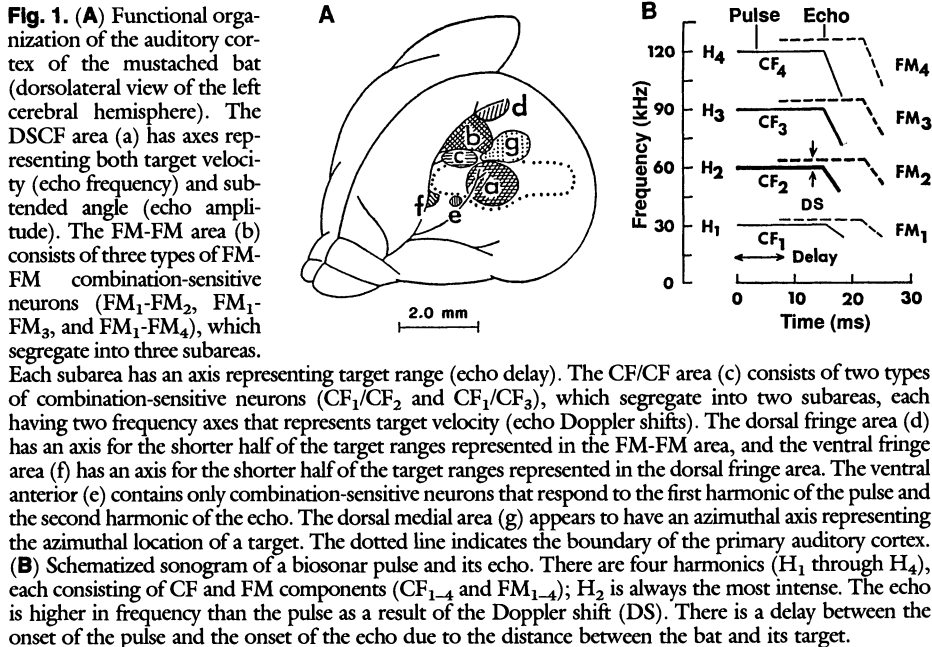 Fig. 1. (A) Functional orga-
nization of the auditory cor-
tex of the mustached bat
(dorsolateral view of the left
cerebral hemisphere). The
DSCF area (a) has axes rep-
resenting both target veloci-
ty (echo frequency) and sub-
tended angle (echo ampli-
tude). The FM-FM area (b)
consists of three types of FM-
FM combination-sensitive
neurons (FM1-FM2, FM1-
FM3, and FM1-FM4), which
segregate into three subareas.
A
d
b
g
c
a
f
e
2.0 mm
B
Pulse Echo
Frequency (kHz)
120
90
60
30
0
H4
CF4
FM4
H3
CF3
FM3
H2
CF2
FM2
DS
H1
CF1
FM1
Delay
0 10 20 30
Time (ms)
Each subarea has an axis representing target range (echo delay). The CF/CF area (c) consists of two types
of combination-sensitive neurons (CF1/CF2 and CF1/CF3), which segregate into two subareas, each
having two frequency axes that represents target velocity (echo Doppler shifts). The dorsal fringe area (d)
has an axis for the shorter half of the target ranges represented in the FM-FM area, and the ventral fringe
area (f) has an axis for the shorter half of the target ranges represented in the dorsal fringe area. The ventral
anterior (e) contains only combination-sensitive neurons that respond to the first harmonic of the pulse and
the second harmonic of the echo. The dorsal medial area (g) appears to have an azimuthal axis representing
the azimuthal location of a target. The dotted line indicates the boundary of the primary auditory cortex.
(B) Schematized sonogram of a biosonar pulse and its echo. There are four harmonics (H1 through H4),
each consisting of CF and FM components (CF1–4 and FM1–4); H2 is always the most intense. The echo
is higher in frequency than the pulse as a result of the Doppler shift (DS). There is a delay between the
onset of the pulse and the onset of the echo due to the distance between the bat and its target.